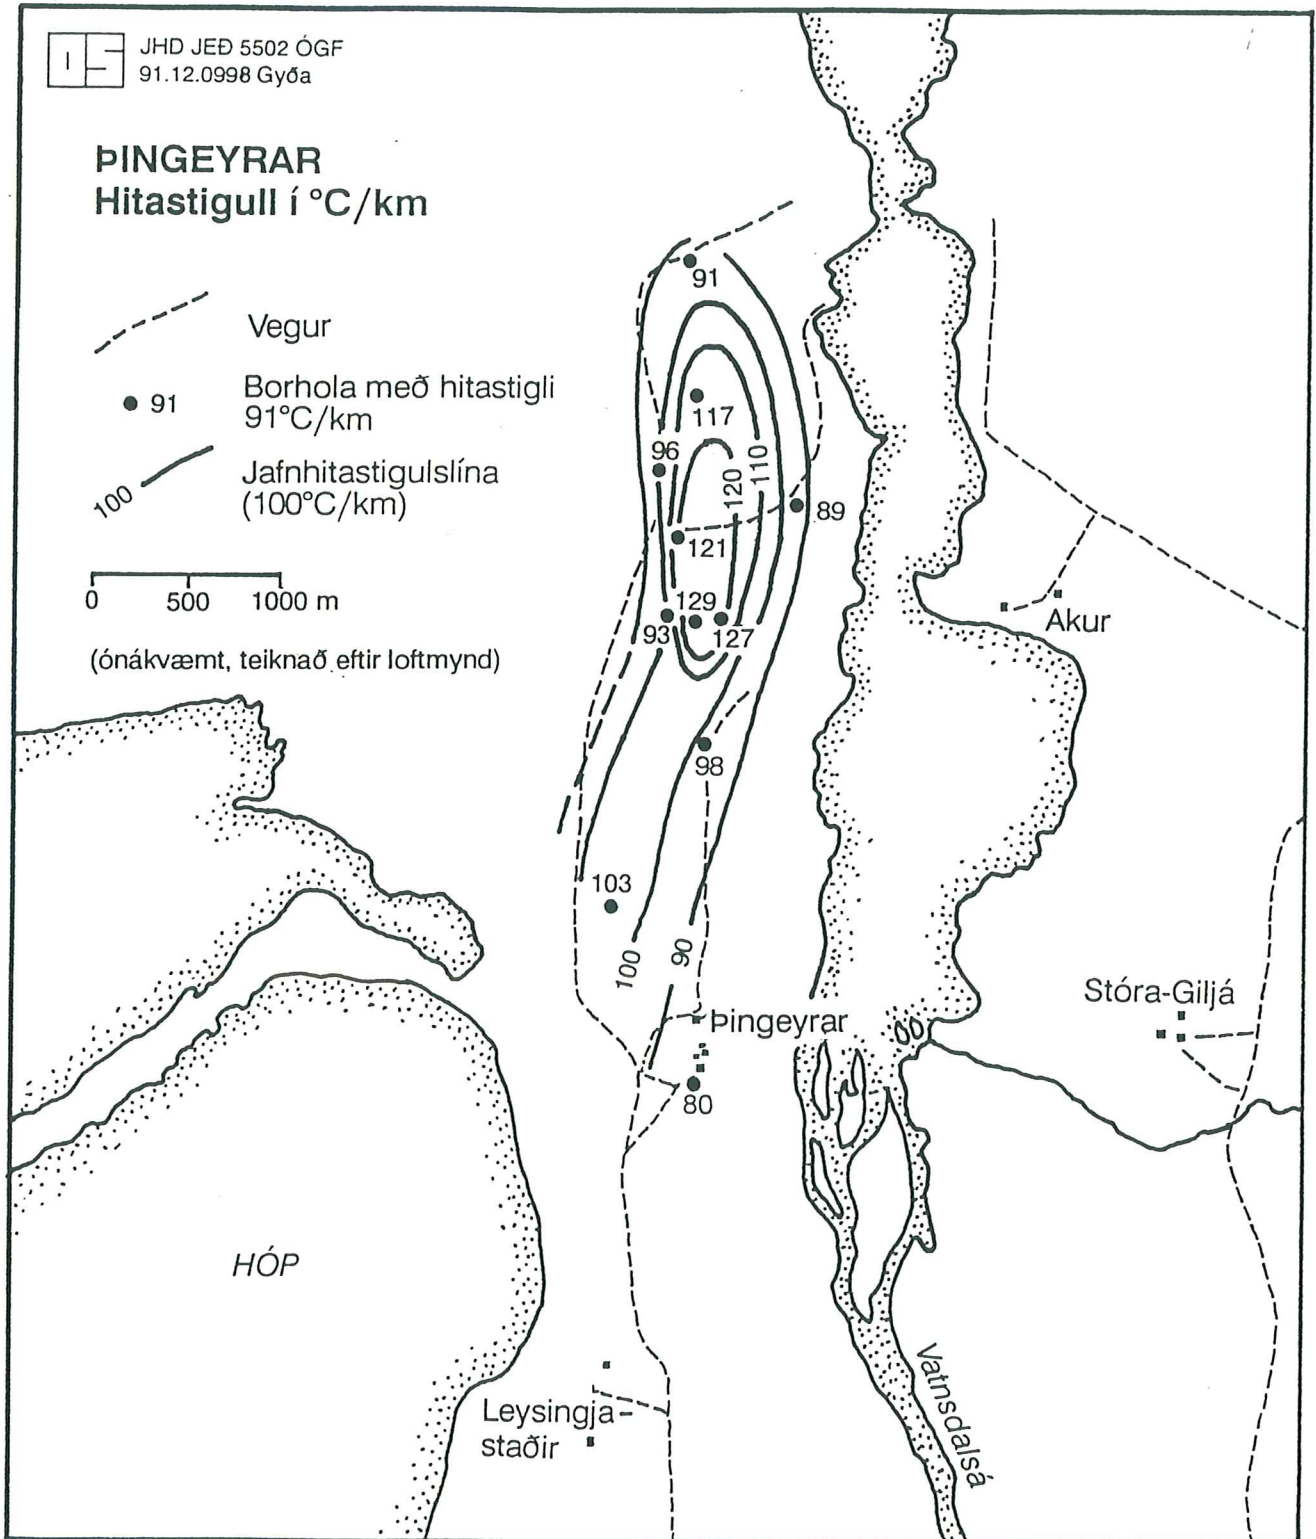 JHD JEÐ 5502 ÓGF
91.12.0998 Gyða
ÞINGEYRAR
Hitastigull í °C/km
Vegur
91
Borhola með hitastigli
91°C/km
100
Jafnhitastigulslína
(100°C/km)
0 500 1000 m
(ónákvæmt, teiknað eftir loftmynd)
91
117
96
110
120
89
121
129
93
127
98
103
100
90
80
Akur
Stóra-Giljá
Þingeyrar
HÓP
Leysingja-
staðir
Vatnsdalsá